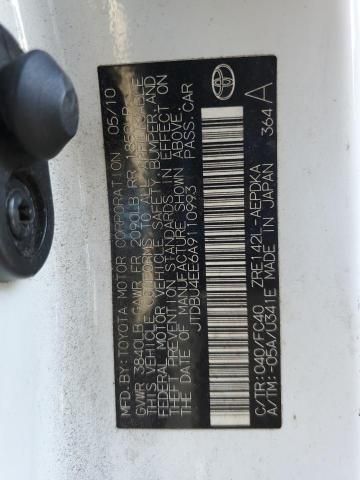 MFD. BY: TOYOTA MOTOR CORPORATION 05/10
GVWR 3840LB GAWR FR 2090LB RR 1859LB
THIS VEHICLE CONFORMS TO ALL APPLICABLE
FEDERAL MOTOR VEHICLE SAFETY, BUMPER, AND
THEFT PREVENTION STANDARDS IN EFFECT ON
THE DATE OF MANUFACTURE SHOWN ABOVE.
JTDBU4EE6A9110993 PASS. CAR
C/TR: 040/FC40 ZRE142L-AEPDKA
A/TM: -05A/U341E MADE IN JAPAN 364 A